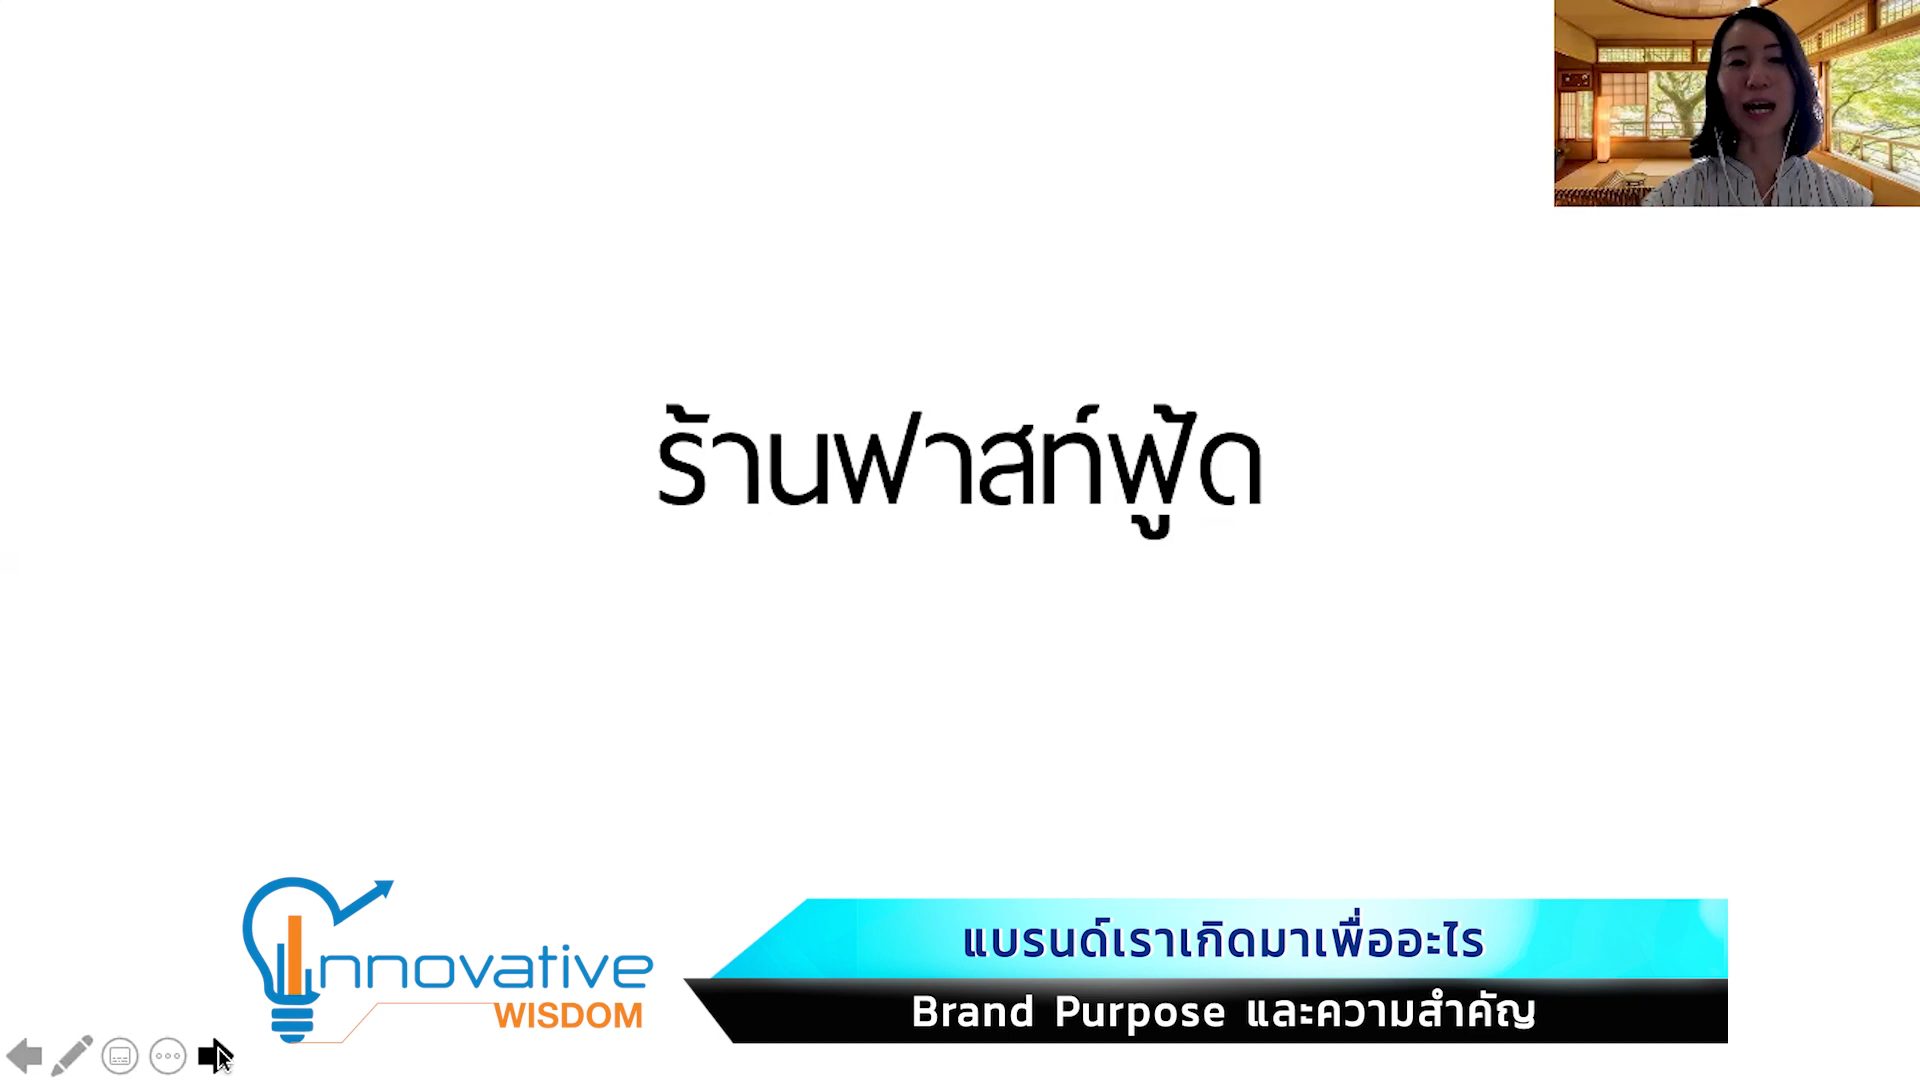 ร้านฟาสท์ฟู้ด
แบรนด์เราเกิดมาเพื่ออะไร
Innovative
WISDOM
Brand Purpose และความสำคัญ